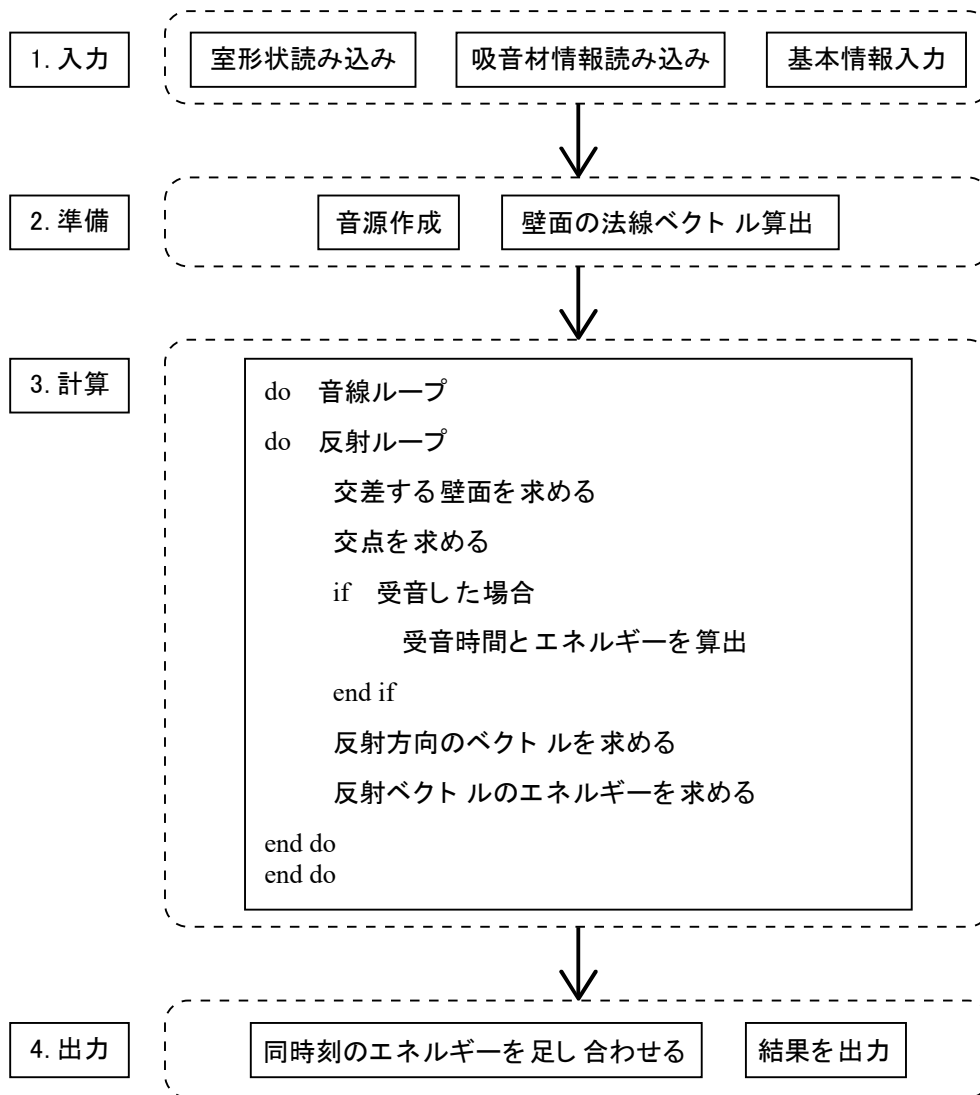 1. 入力
室形状読み込み
吸音材情報読み込み
基本情報入力
2. 準備
音源作成
壁面の法線ベクトル算出
3. 計算
do 音線ループ
do 反射ループ
交差する壁面を求める
交点を求める
if 受音した場合
受音時間とエネルギーを算出
end if
反射方向のベクトルを求める
反射ベクトルのエネルギーを求める
end do
end do
4. 出力
同時刻のエネルギーを足し合わせる
結果を出力